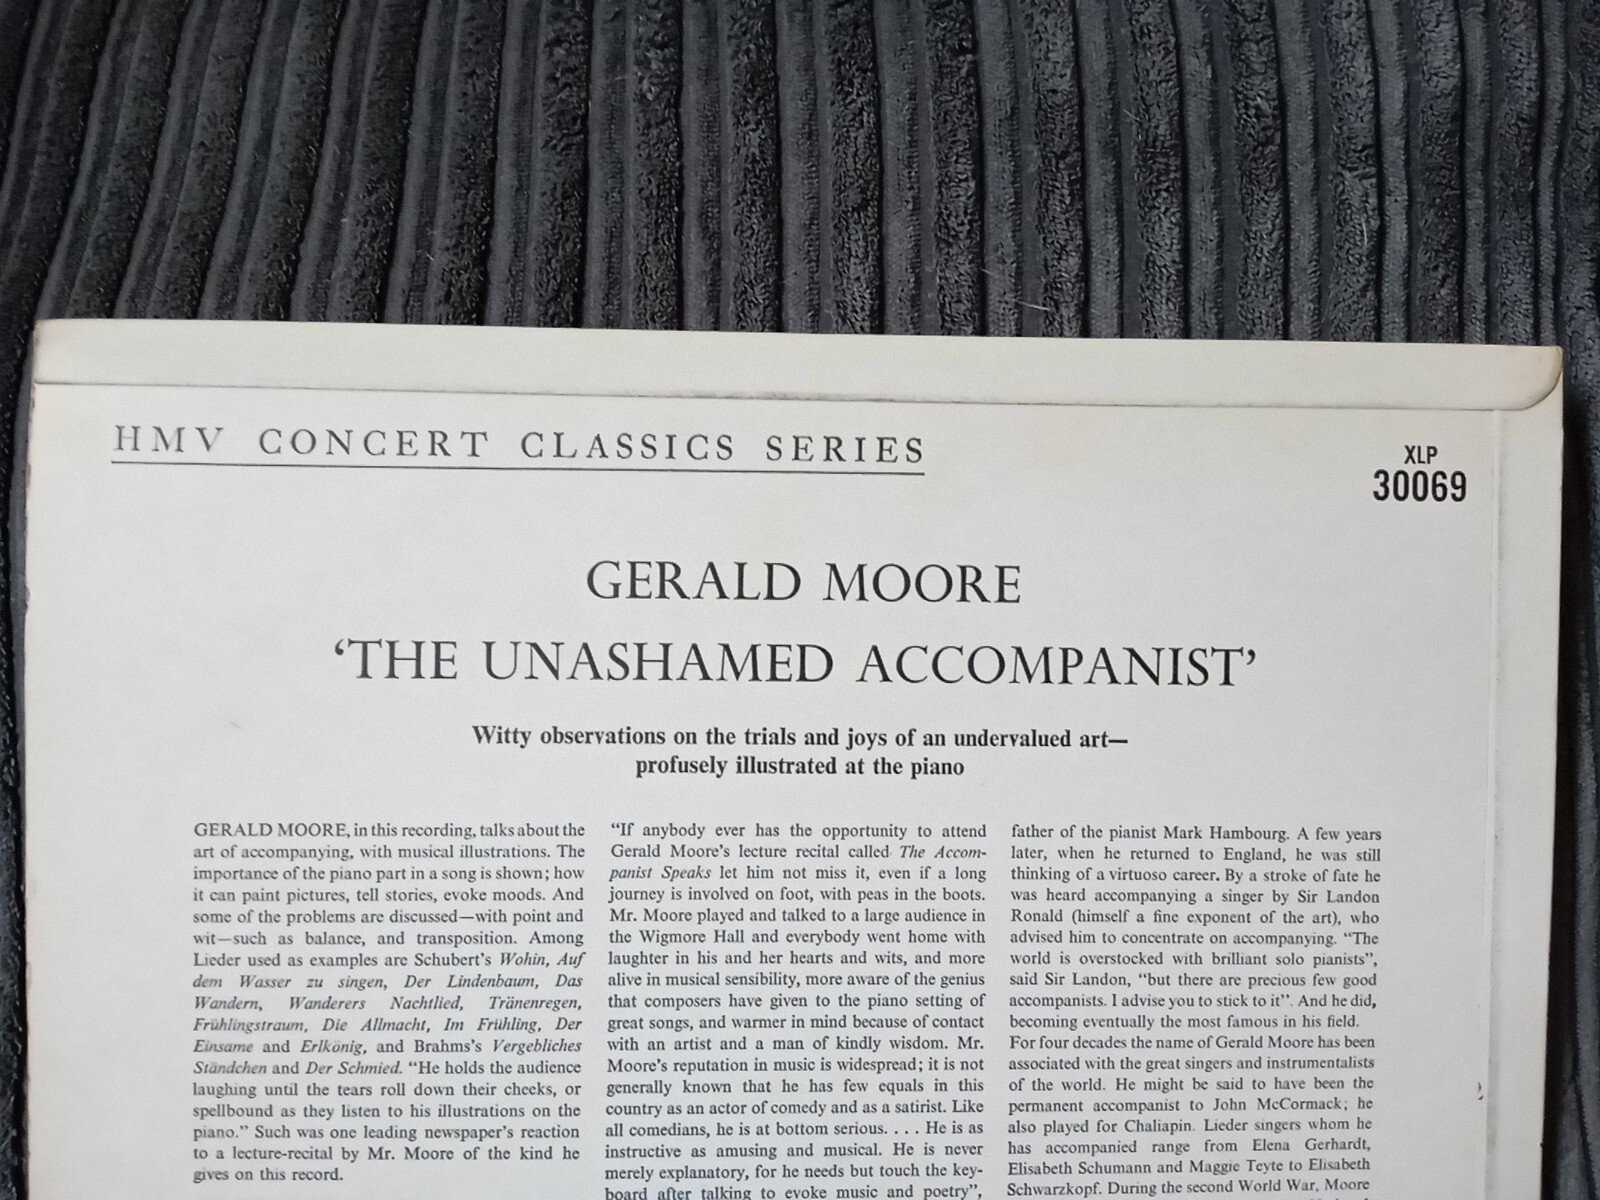 HMV CONCERT CLASSICS SERIES
XLP
30069
GERALD MOORE
‘THE UNASHAMED ACCOMPANIST’
Witty observations on the trials and joys of an undervalued art—
profusely illustrated at the piano
GERALD MOORE, in this recording, talks about the
art of accompanying, with musical illustrations. The
importance of the piano part in a song is shown; how
it can paint pictures, tell stories, evoke moods. And
some of the problems are discussed—with point and
wit—such as balance, and transposition. Among
Lieder used as examples are Schubert's Wohin, Auf
dem Wasser zu singen, Der Lindenbaum, Das
Wandern, Wanderers Nachtlied, Tränenregen,
Frühlingstraum, Die Allmacht, Im Frühling, Der
Einsame and Erlkönig, and Brahms's Vergebliches
Ständchen and Der Schmied. “He holds the audience
laughing until the tears roll down their cheeks, or
spellbound as they listen to his illustrations on the
piano.” Such was one leading newspaper's reaction
to a lecture-recital by Mr. Moore of the kind he
gives on this record.
“If anybody ever has the opportunity to attend
Gerald Moore's lecture recital called The Accom-
panist Speaks let him not miss it, even if a long
journey is involved on foot, with peas in the boots.
Mr. Moore played and talked to a large audience in
the Wigmore Hall and everybody went home with
laughter in his and her hearts and wits, and more
alive in musical sensibility, more aware of the genius
that composers have given to the piano setting of
great songs, and warmer in mind because of contact
with an artist and a man of kindly wisdom. Mr.
Moore's reputation in music is widespread; it is not
generally known that he has few equals in this
country as an actor of comedy and as a satirist. Like
all comedians, he is at bottom serious. . . . He is as
instructive as amusing and musical. He is never
merely explanatory, for he needs but touch the key-
board after talking to evoke music and poetry”,
father of the pianist Mark Hambourg. A few years
later, when he returned to England, he was still
thinking of a virtuoso career. By a stroke of fate he
was heard accompanying a singer by Sir Landon
Ronald (himself a fine exponent of the art), who
advised him to concentrate on accompanying. “The
world is overstocked with brilliant solo pianists”,
said Sir Landon, “but there are precious few good
accompanists. I advise you to stick to it”. And he did,
becoming eventually the most famous in his field.
For four decades the name of Gerald Moore has been
associated with the great singers and instrumentalists
of the world. He might be said to have been the
permanent accompanist to John McCormack; he
also played for Chaliapin. Lieder singers whom he
has accompanied range from Elena Gerhardt,
Elisabeth Schumann and Maggie Teyte to Elisabeth
Schwarzkopf. During the second World War, Moore